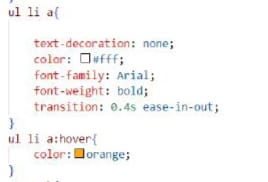 ul li a{
text-decoration: none;
color: #fff;
font-family: Arial;
font-weight: bold;
transition: 0.4s ease-in-out;
}
ul li a:hover{
color: orange;
}